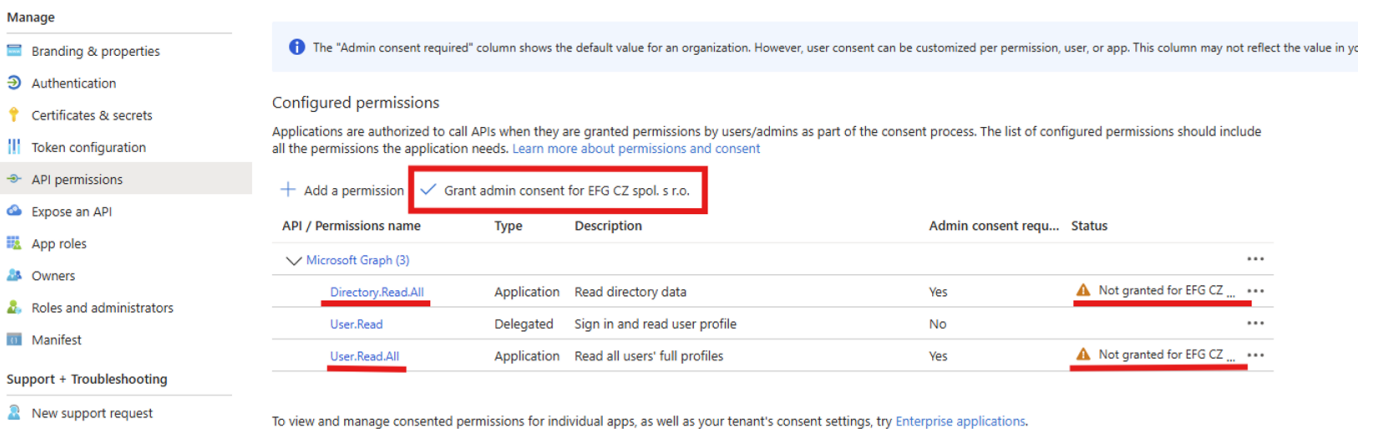 Manage
Branding & properties
Authentication
Certificates & secrets
Token configuration
API permissions
Expose an API
App roles
Owners
Roles and administrators
Manifest
Support + Troubleshooting
New support request
The "Admin consent required" column shows the default value for an organization. However, user consent can be customized per permission, user, or app. This column may not reflect the value in yo
Configured permissions
Applications are authorized to call APIs when they are granted permissions by users/admins as part of the consent process. The list of configured permissions should include
all the permissions the application needs. Learn more about permissions and consent
Add a permission Grant admin consent for EFG CZ spol. s r.o.
API / Permissions name Type Description Admin consent requ... Status
Microsoft Graph (3) ...
Directory.Read.All Application Read directory data Yes Not granted for EFG CZ ... ...
User.Read Delegated Sign in and read user profile No ...
User.Read.All Application Read all users' full profiles Yes Not granted for EFG CZ ... ...
To view and manage consented permissions for individual apps, as well as your tenant's consent settings, try Enterprise applications.